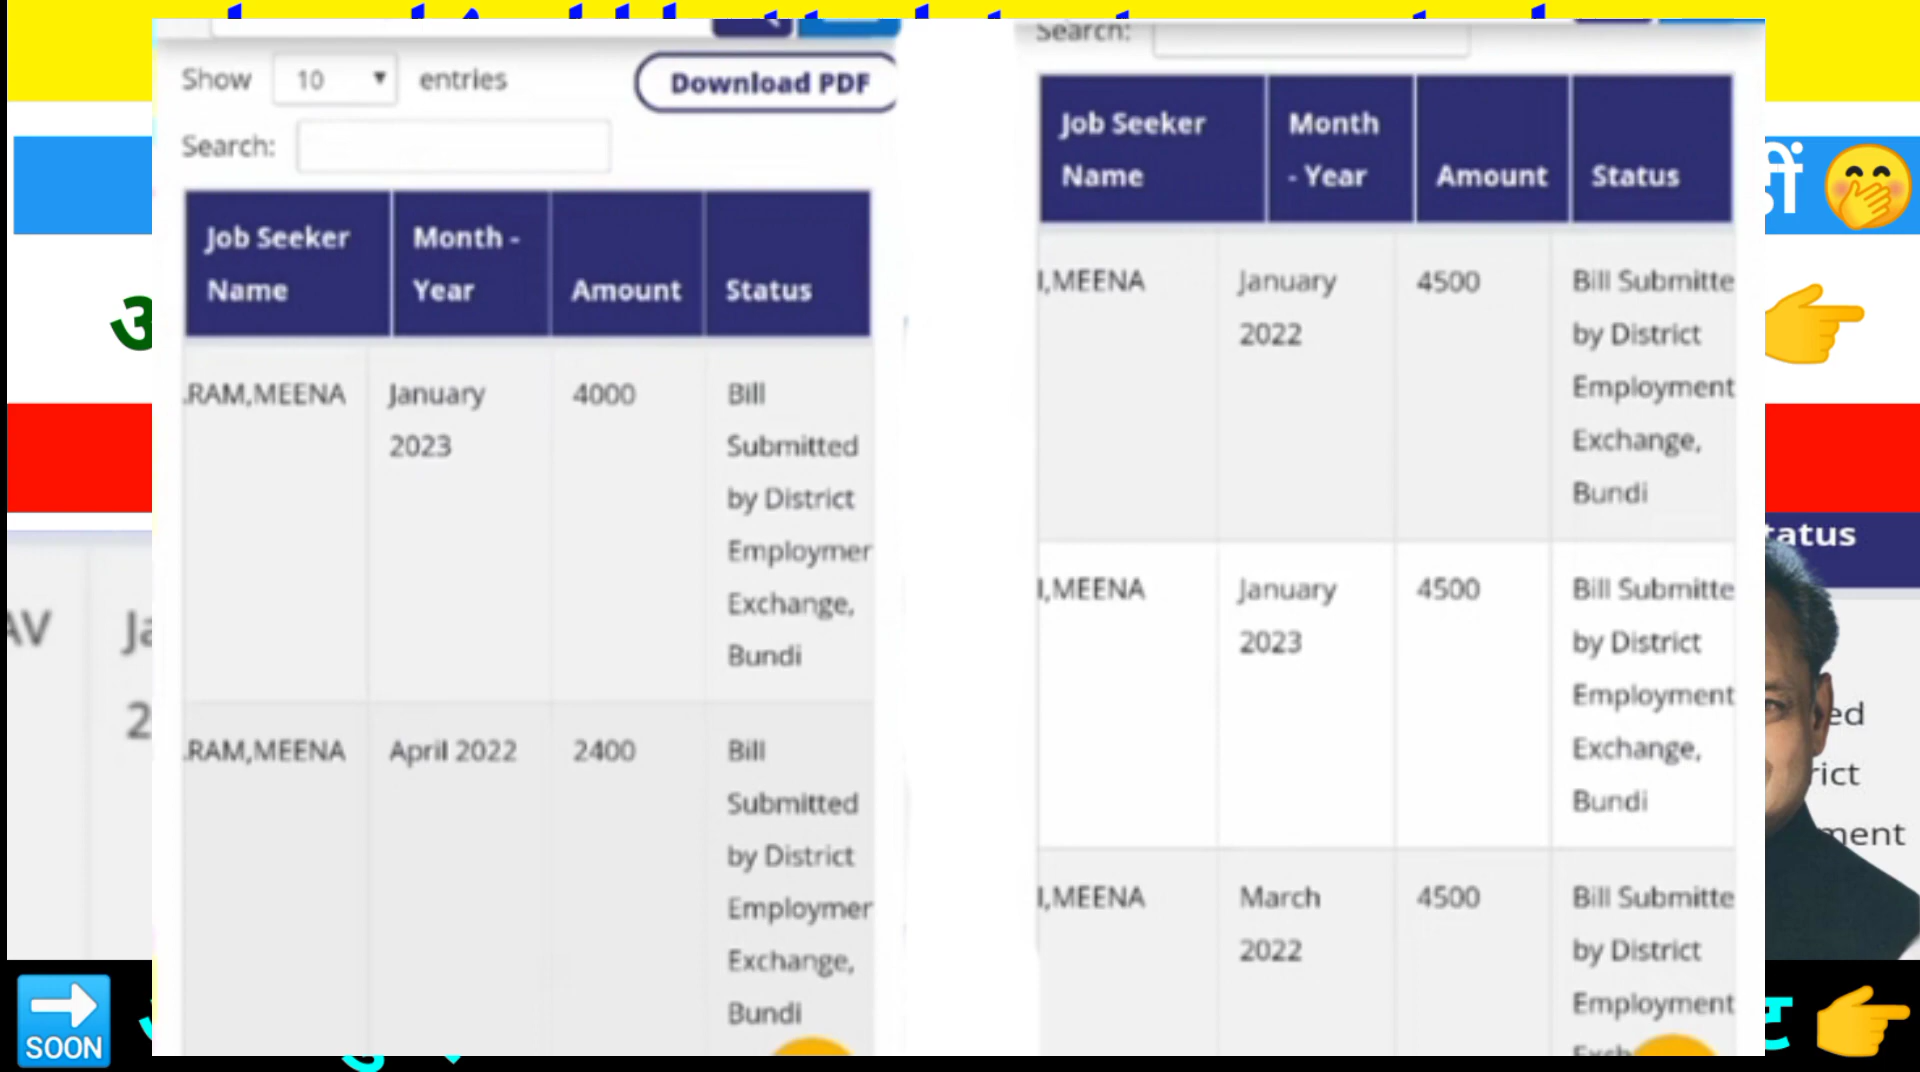 Show 10 entries
Download PDF
Search:
Job Seeker Name
Month - Year
Amount
Status
.RAM,MEENA
January 2023
4000
Bill
Submitted
by District
Employmer
Exchange,
Bundi
.RAM,MEENA
April 2022
2400
Bill
Submitted
by District
Employmer
Exchange,
Bundi
Search:
Job Seeker Name
Month - Year
Amount
Status
I,MEENA
January 2022
4500
Bill Submitte
by District
Employment
Exchange,
Bundi
I,MEENA
January 2023
4500
Bill Submitte
by District
Employment
Exchange,
Bundi
I,MEENA
March 2022
4500
Bill Submitte
by District
Employment
AV
tatus
ed
rict
ment
SOON